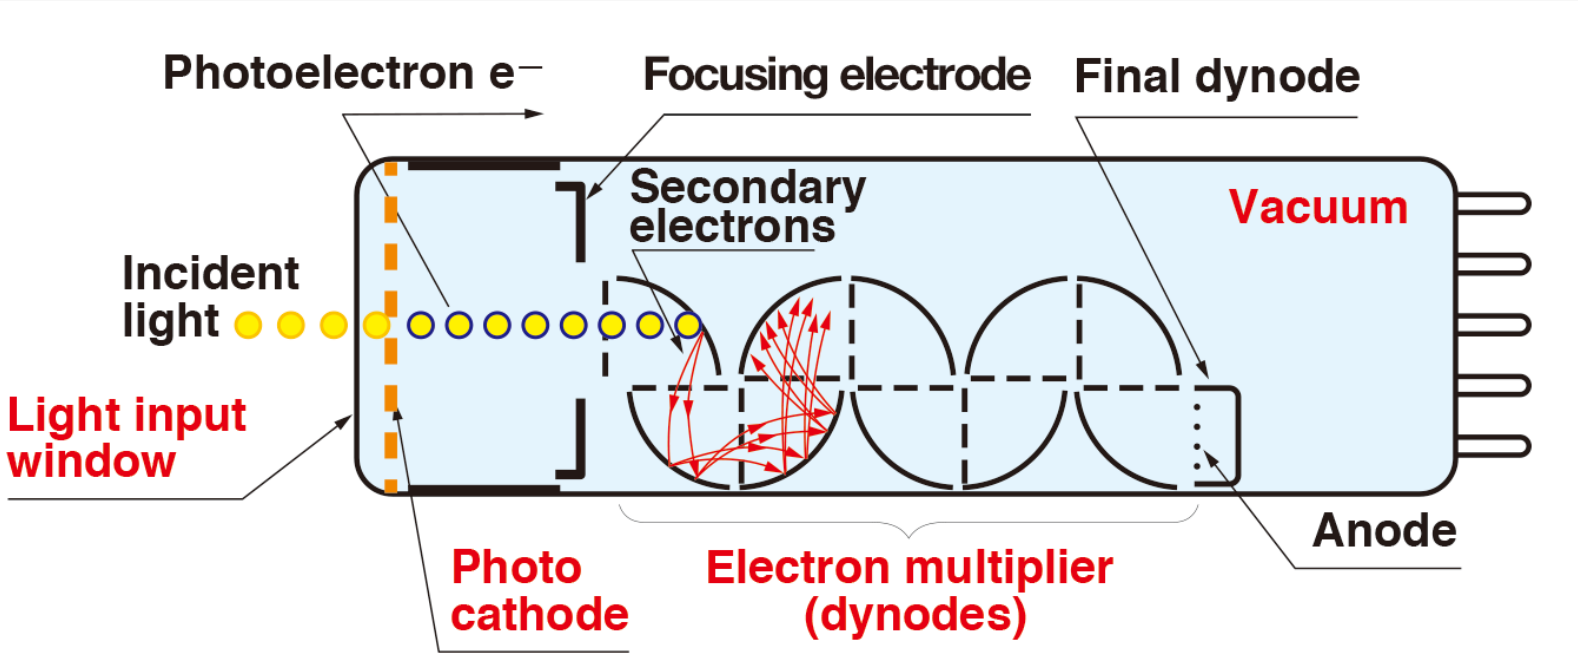 Photoelectron e—
Focusing electrode
Final dynode
Secondary
electrons
Vacuum
Incident
light
Light input
window
Anode
Photo
cathode
Electron multiplier
(dynodes)